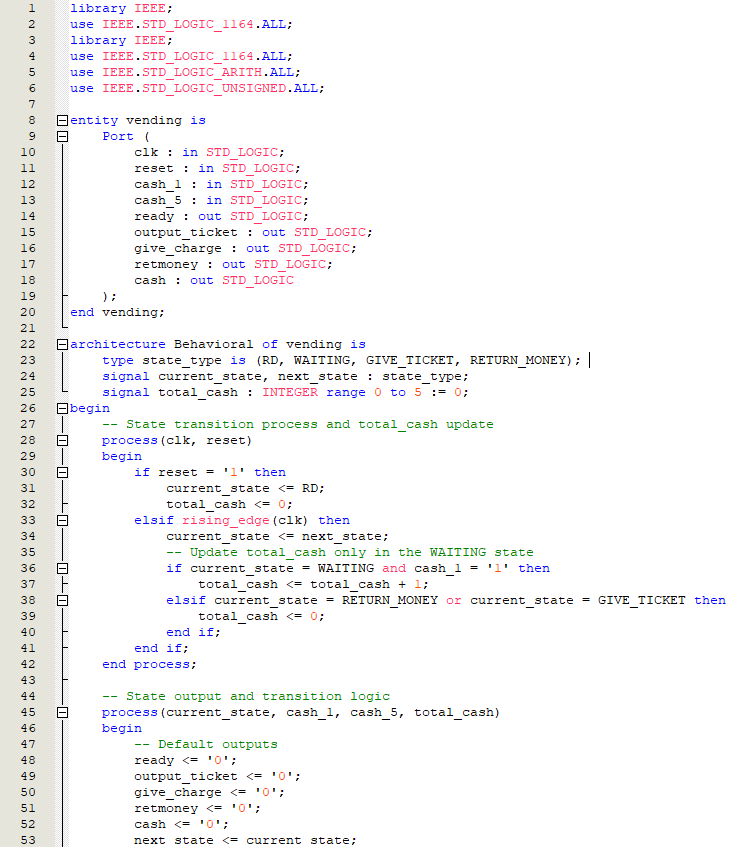 1 library IEEE;
2 use IEEE.STD_LOGIC_1164.ALL;
3 library IEEE;
4 use IEEE.STD_LOGIC_1164.ALL;
5 use IEEE.STD_LOGIC_ARITH.ALL;
6 use IEEE.STD_LOGIC_UNSIGNED.ALL;
7
8 entity vending is
9     Port (
10         clk : in STD_LOGIC;
11         reset : in STD_LOGIC;
12         cash_1 : in STD_LOGIC;
13         cash_5 : in STD_LOGIC;
14         ready : out STD_LOGIC;
15         output_ticket : out STD_LOGIC;
16         give_charge : out STD_LOGIC;
17         retmoney : out STD_LOGIC;
18         cash : out STD_LOGIC
19     );
20 end vending;
21
22 architecture Behavioral of vending is
23     type state_type is (RD, WAITING, GIVE_TICKET, RETURN_MONEY);
24     signal current_state, next_state : state_type;
25     signal total_cash : INTEGER range 0 to 5 := 0;
26 begin
27     -- State transition process and total_cash update
28     process(clk, reset)
29     begin
30         if reset = '1' then
31             current_state <= RD;
32             total_cash <= 0;
33         elsif rising_edge(clk) then
34             current_state <= next_state;
35             -- Update total_cash only in the WAITING state
36             if current_state = WAITING and cash_1 = '1' then
37                 total_cash <= total_cash + 1;
38             elsif current_state = RETURN_MONEY or current_state = GIVE_TICKET then
39                 total_cash <= 0;
40             end if;
41         end if;
42     end process;
43
44     -- State output and transition logic
45     process(current_state, cash_1, cash_5, total_cash)
46     begin
47         -- Default outputs
48         ready <= '0';
49         output_ticket <= '0';
50         give_charge <= '0';
51         retmoney <= '0';
52         cash <= '0';
53         next_state <= current_state;